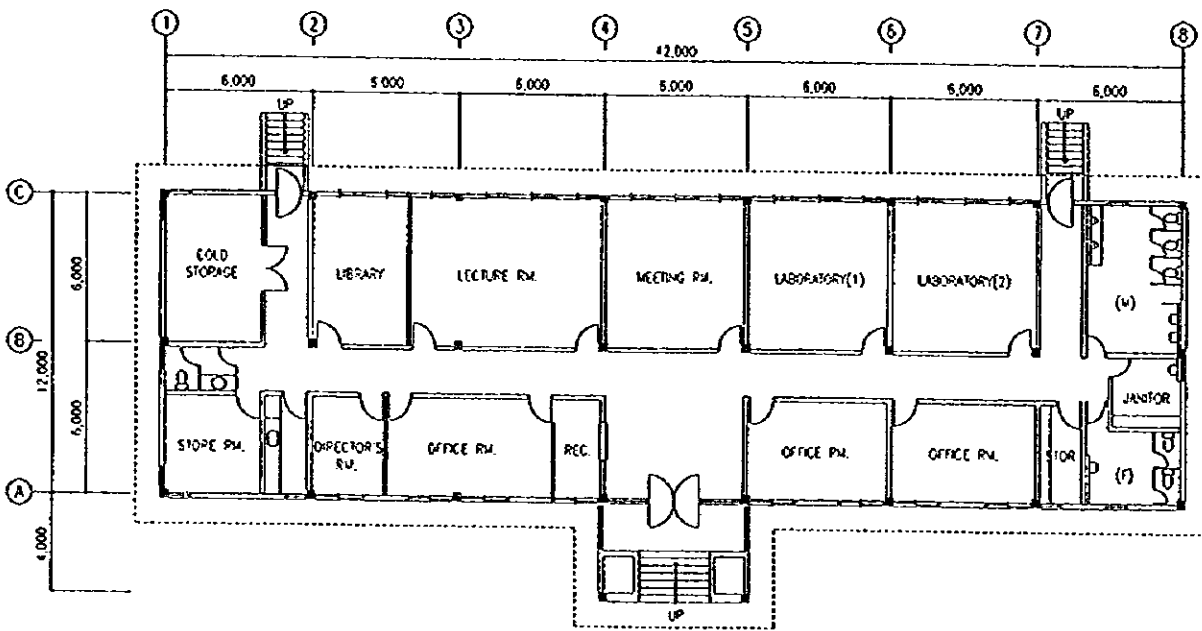 1 2 3 4 5 6 7 8
42,000
6,000 6,000 6,000 6,000 6,000 6,000 6,000
UP UP
C
COLD
STORAGE
LIBRARY
LECTURE RM.
MEETING RM.
LABORATORY(1)
LABORATORY(2)
(M)
6,000
B
12,000
6,000
JANITOR
STORE RM.
DIRECTOR'S
RM.
OFFICE RM.
REC.
OFFICE RM.
OFFICE RM.
STOR
(F)
A
4,000
UP